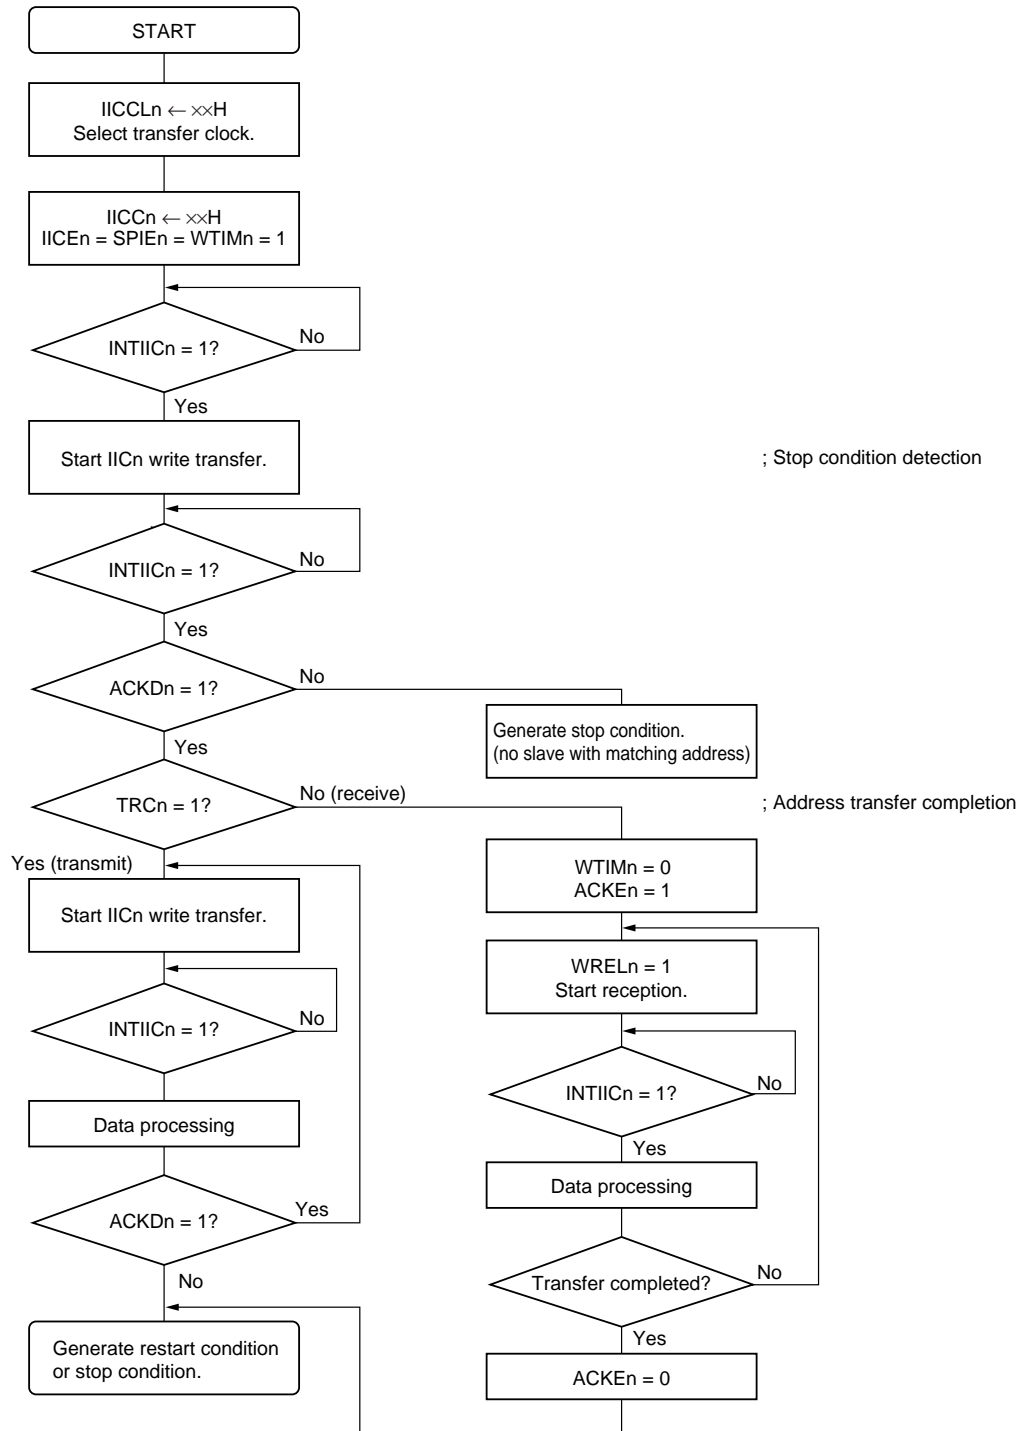 START
IICCLn ← ××H
Select transfer clock.
IICCn ← ××H
IICEn = SPIEn = WTIMn = 1
INTIICn = 1?
No
Yes
Start IICn write transfer.
; Stop condition detection
INTIICn = 1?
No
Yes
ACKDn = 1?
No
Generate stop condition.
(no slave with matching address)
Yes
TRCn = 1?
No (receive)
; Address transfer completion
Yes (transmit)
WTIMn = 0
ACKEn = 1
Start IICn write transfer.
WRELn = 1
Start reception.
INTIICn = 1?
No
INTIICn = 1?
No
Yes
Data processing
Data processing
ACKDn = 1?
Yes
No
Transfer completed?
No
Yes
Generate restart condition
or stop condition.
ACKEn = 0